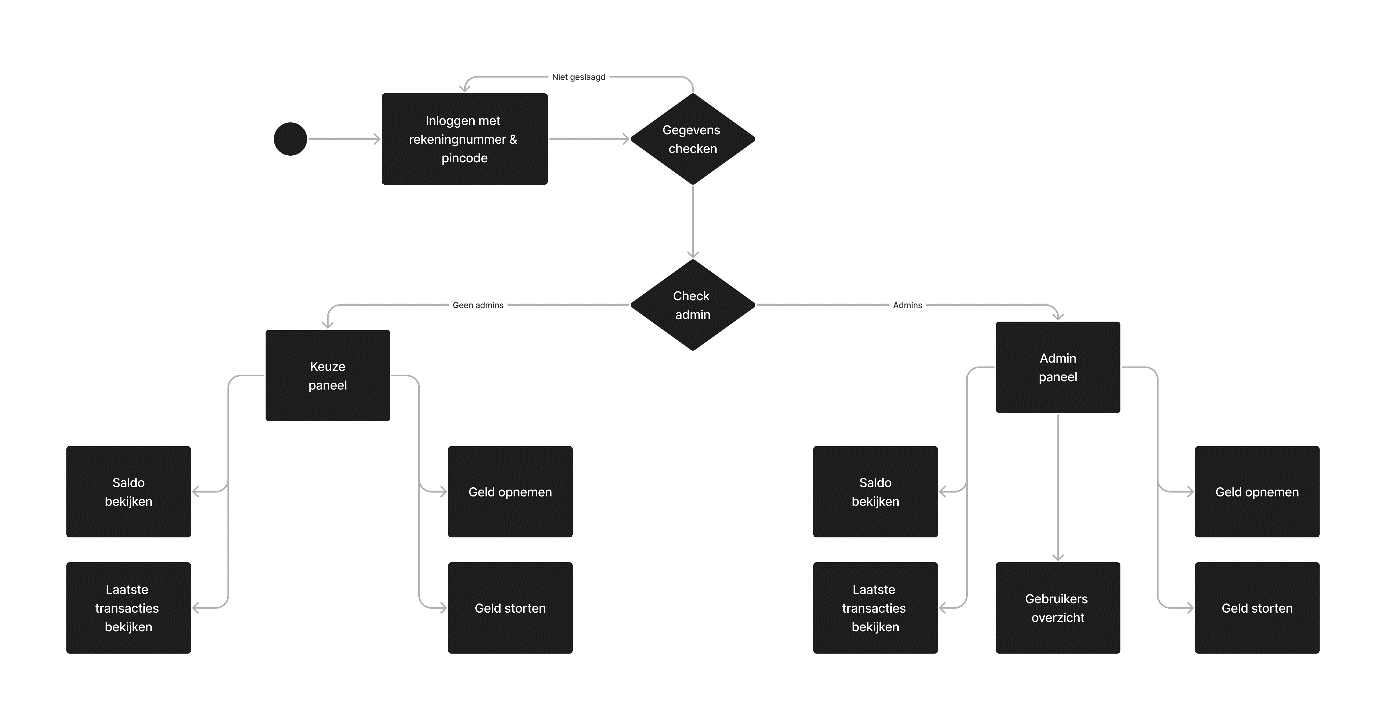 Niet geslaagd
Inloggen met
rekeningnummer &
pincode
Gegevens
checken
Check
admin
Geen admins
Admins
Keuze
paneel
Admin
paneel
Saldo
bekijken
Geld opnemen
Saldo
bekijken
Geld opnemen
Laatste
transacties
bekijken
Geld storten
Laatste
transacties
bekijken
Gebruikers
overzicht
Geld storten